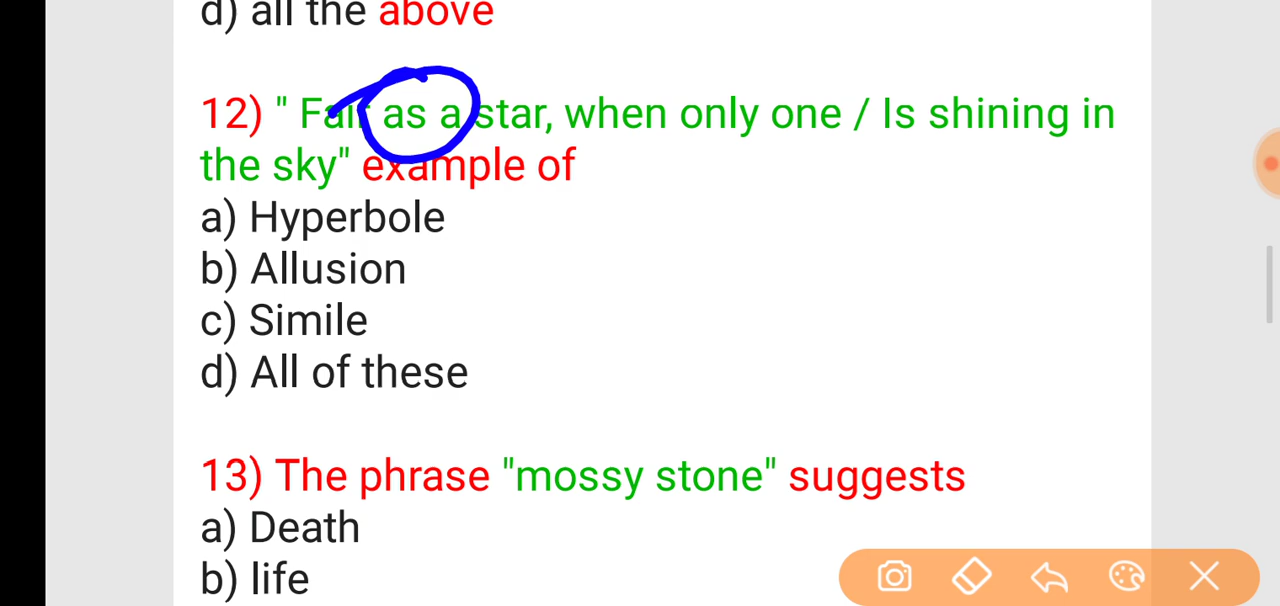 d) all the above
12) " Fair as a star, when only one / Is shining in
the sky" example of
a) Hyperbole
b) Allusion
c) Simile
d) All of these
13) The phrase "mossy stone" suggests
a) Death
b) life